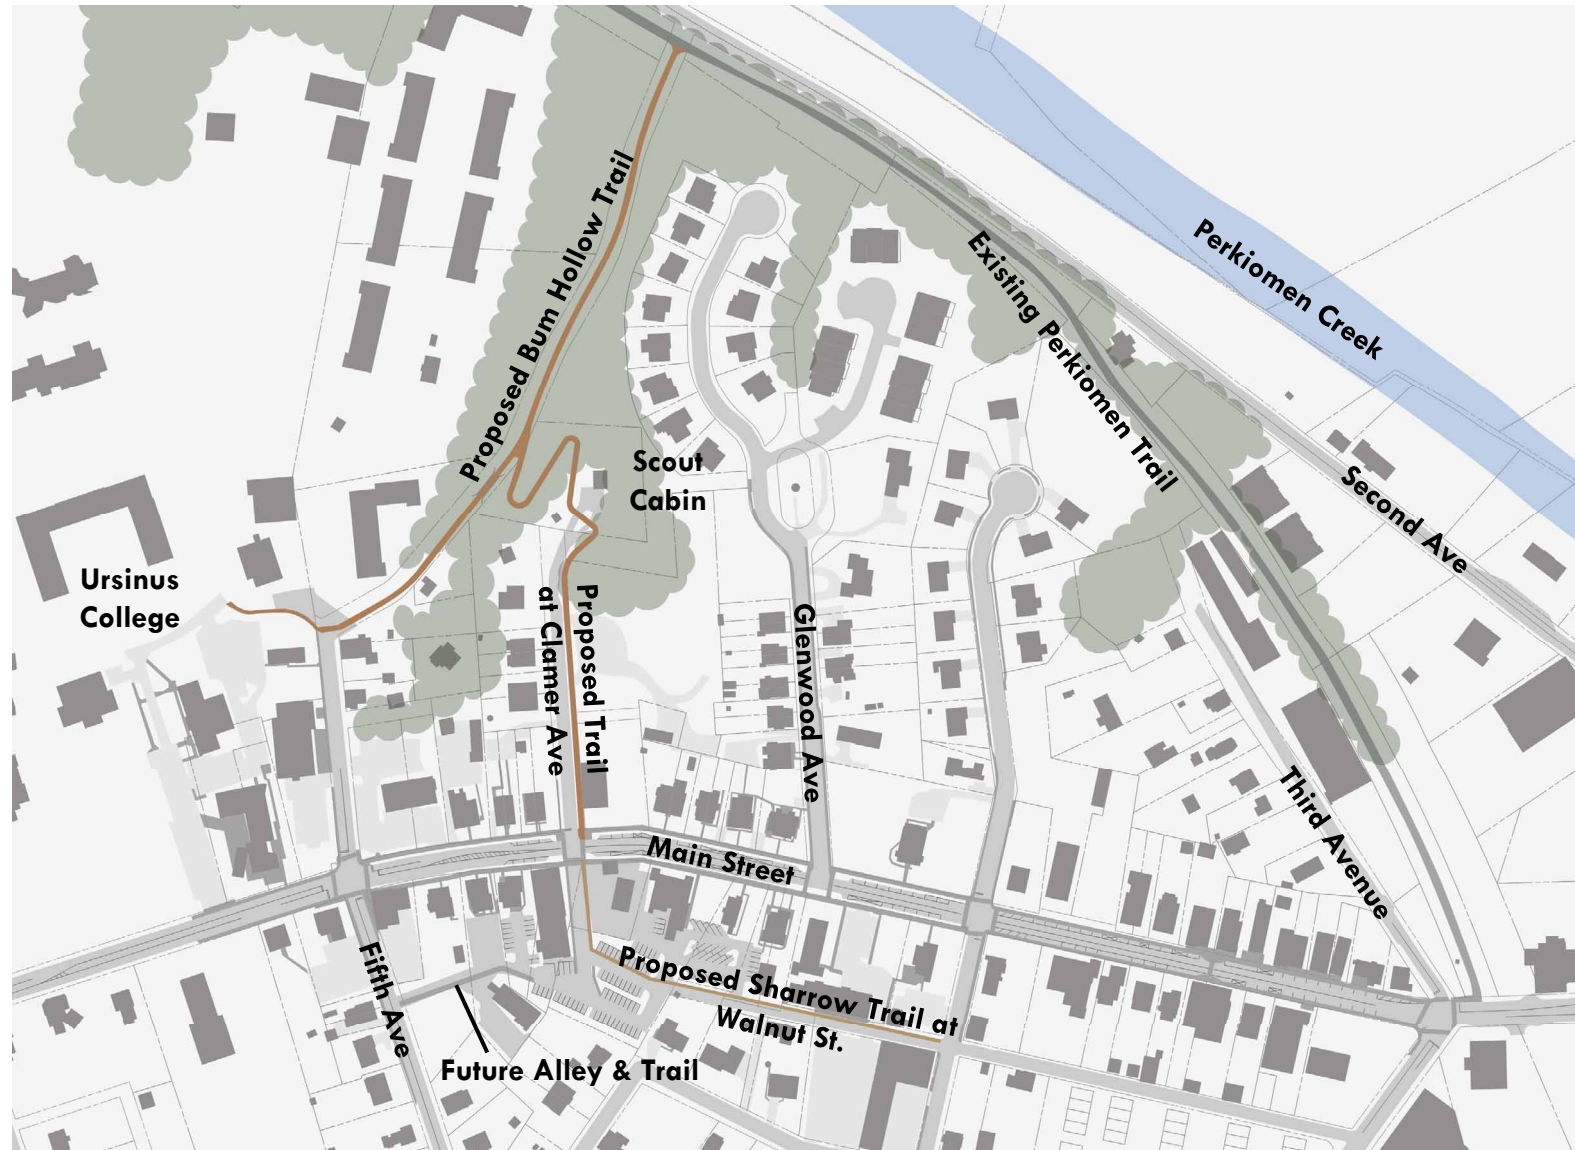 Proposed Bum Hollow Trail
Perkiomen Creek
Existing Perkiomen Trail
Scout
Cabin
Second Ave
Ursinus
College
Proposed Trail
at Clamer Ave
Glenwood Ave
Third Avenue
Main Street
Fifth Ave
Proposed Sharrow Trail at
Walnut St.
Future Alley & Trail